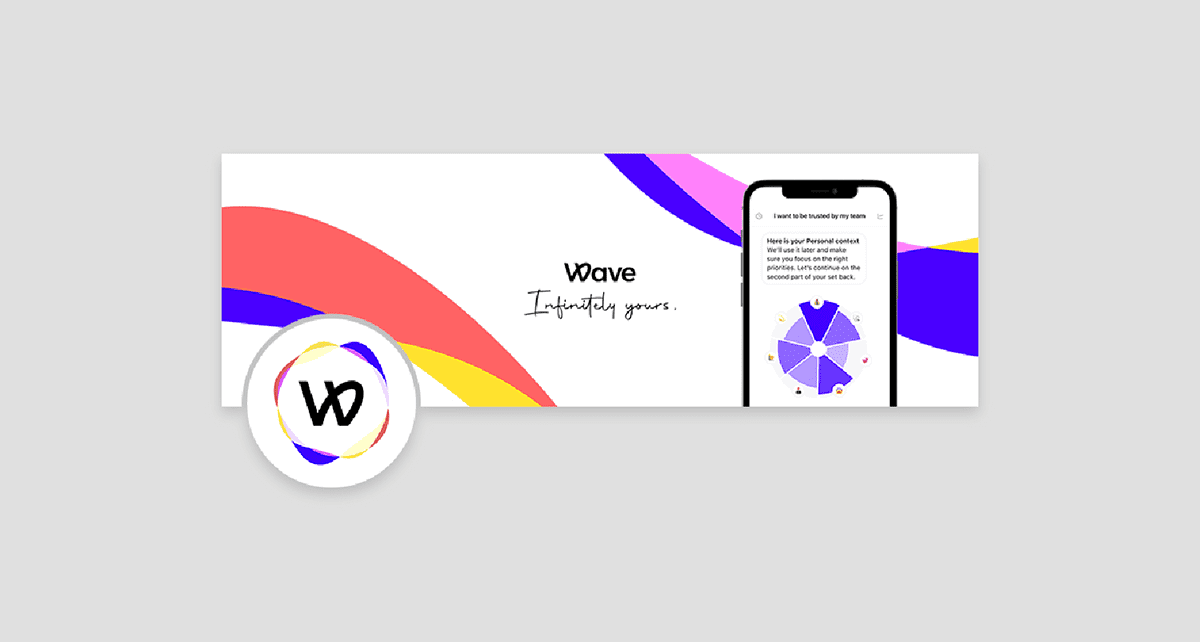 Wave
Infinitely yours.
I want to be trusted by my team
Here is your Personal context
We'll use it later and make
sure you focus on the right
priorities. Let's continue on the
second part of your set back.
W